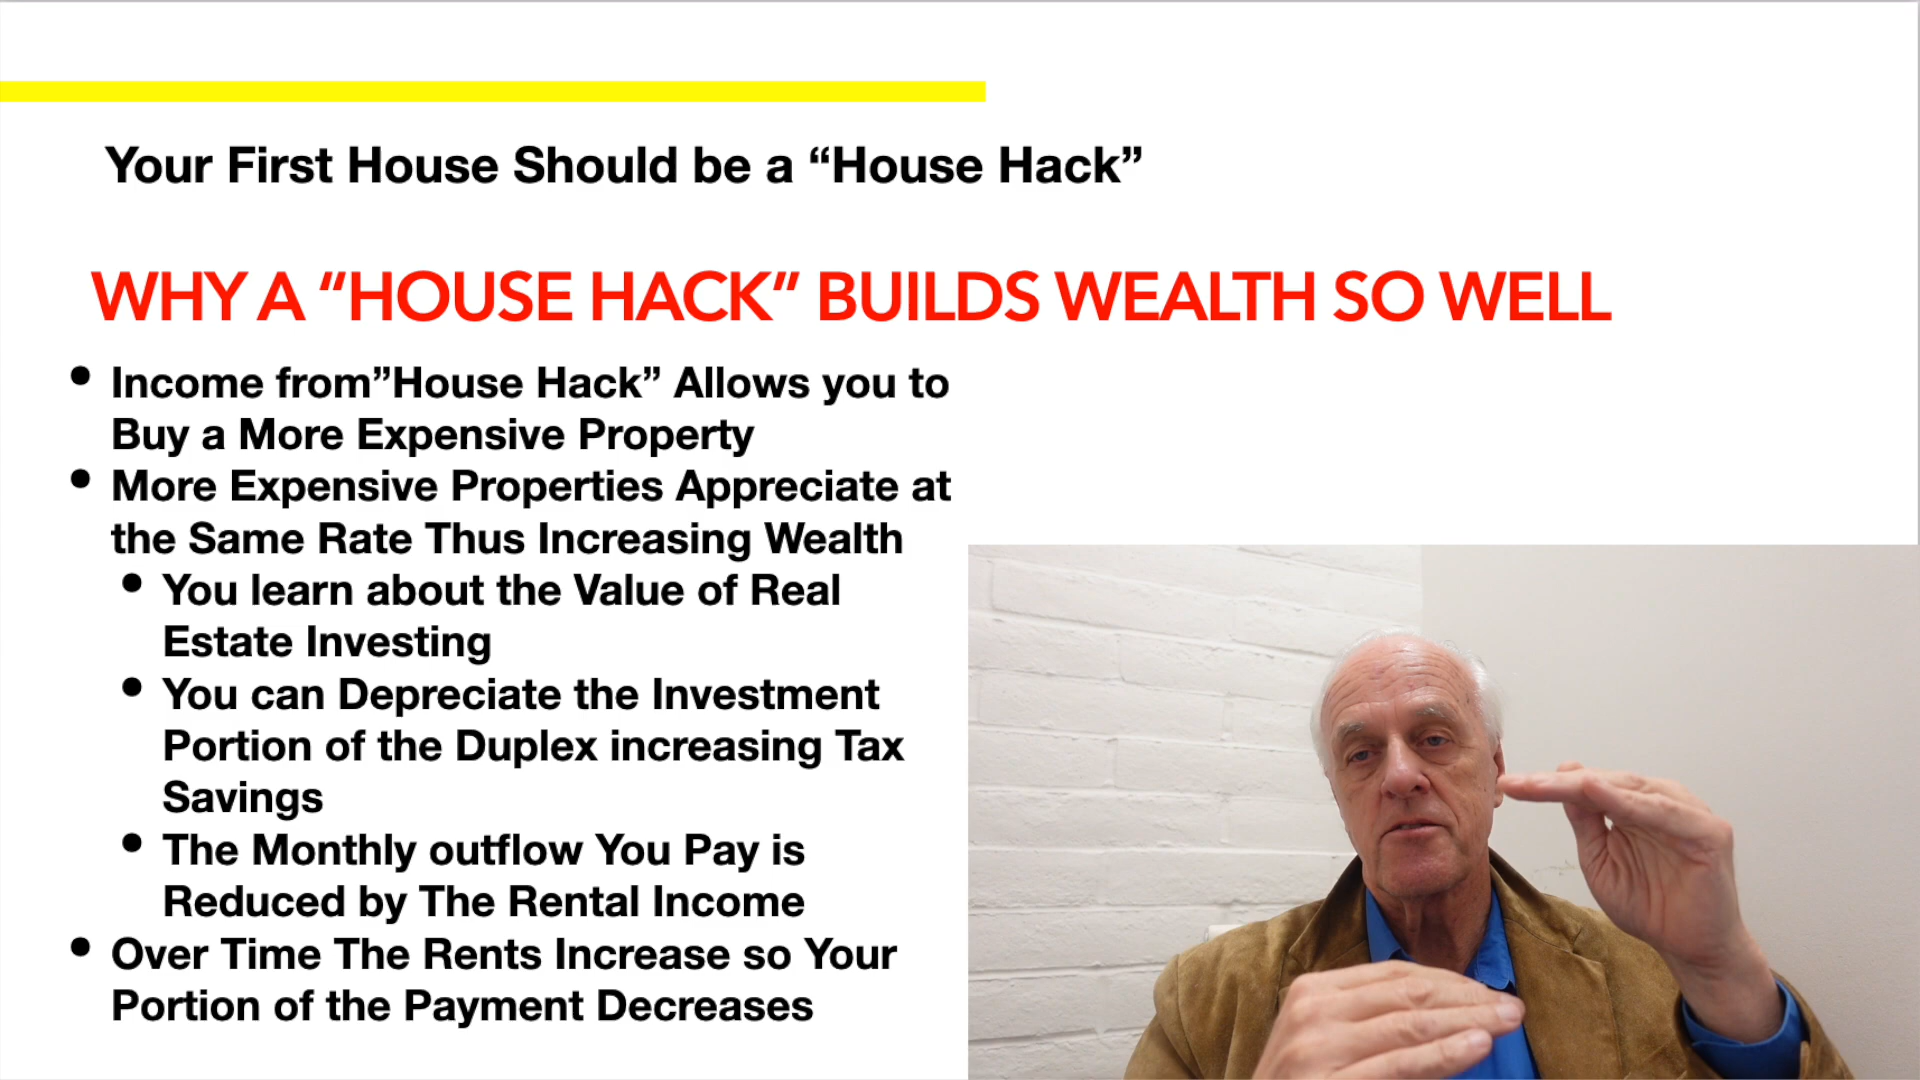 Your First House Should be a “House Hack”
WHY A “HOUSE HACK” BUILDS WEALTH SO WELL
• Income from”House Hack” Allows you to
Buy a More Expensive Property
• More Expensive Properties Appreciate at
the Same Rate Thus Increasing Wealth
• You learn about the Value of Real
Estate Investing
• You can Depreciate the Investment
Portion of the Duplex increasing Tax
Savings
• The Monthly outflow You Pay is
Reduced by The Rental Income
• Over Time The Rents Increase so Your
Portion of the Payment Decreases